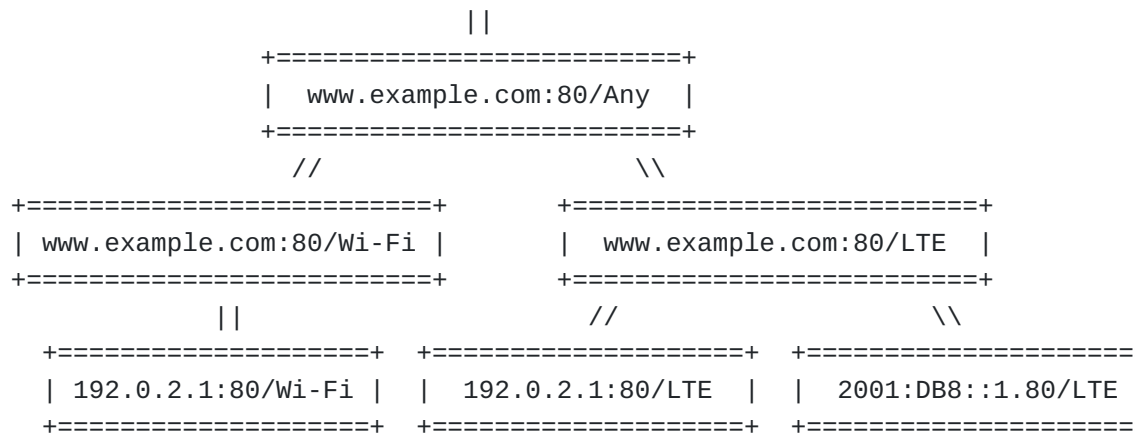 ||
+==========================+
|  www.example.com:80/Any  |
+==========================+
//                    \\
+==========================+       +==========================+
| www.example.com:80/Wi-Fi |       |  www.example.com:80/LTE  |
+==========================+       +==========================+
||                      //                    \\
+====================+  +====================+  +=====================
| 192.0.2.1:80/Wi-Fi |  |  192.0.2.1:80/LTE  |  |  2001:DB8::1.80/LTE
+====================+  +====================+  +=====================